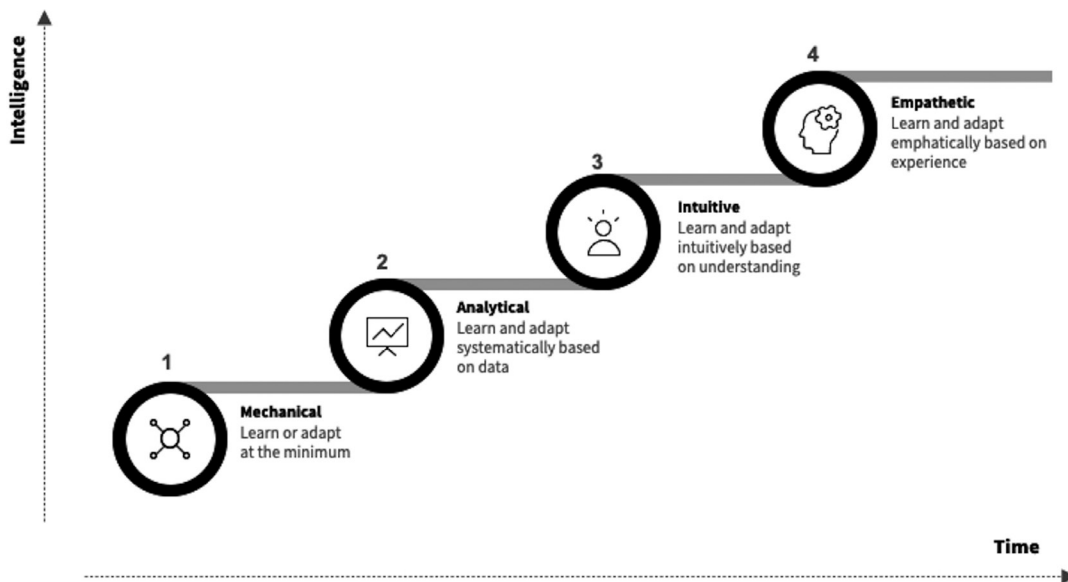 Intelligence
4
Empathetic
Learn and adapt
emphatically based on
experience
3
Intuitive
Learn and adapt
intuitively based
on understanding
2
Analytical
Learn and adapt
systematically based
on data
1
Mechanical
Learn or adapt
at the minimum
Time